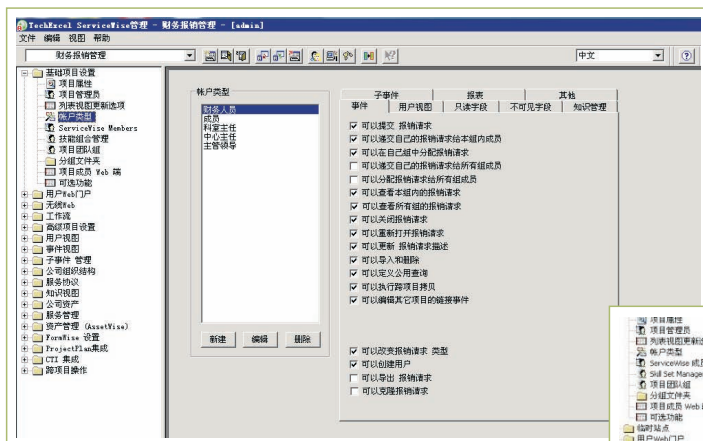 TechExcel ServiceWise管理 - 财务报销管理 - [admin]
文件 编辑 视图 帮助
财务报销管理
中文
基础项目设置
项目属性
项目管理员
列表视图更新选项
帐户类型
ServiceWise Members
技能组合管理
项目团队组
分组文件夹
项目成员 Web 端
可选功能
用户Web门户
无线Web
工作流
高级项目设置
用户视图
事件视图
子事件 管理
公司组织结构
服务协议
知识视图
公司资产
服务管理
资产管理 (AssetWise)
FormWise 设置
ProjectPlan集成
CTI 集成
跨项目操作
帐户类型
财务人员
成员
科室主任
中心主任
主管领导
新建 编辑 删除
子事件 报表 其他
事件 用户视图 只读字段 不可见字段 知识管理
可以提交 报销请求
可以递交自己的报销请求给本组内成员
可以在自己组中分配报销请求
可以递交自己的报销请求给所有组成员
可以分配报销请求给所有组成员
可以查看本组内的报销请求
可以查看所有组的报销请求
可以关闭报销请求
可以重新打开报销请求
可以更新 报销请求描述
可以导入和删除
可以定义公用查询
可以执行跨项目拷贝
可以编辑其它项目的链接事件
可以改变报销请求 类型
可以创建用户
可以导出 报销请求
可以克隆报销请求
项目属性
项目管理员
列表视图更新选
帐户类型
ServiceWise 成员
Skill Set Manager
项目团队组
分组文件夹
项目成员 Web
可选功能
临时站点
用户Web门户